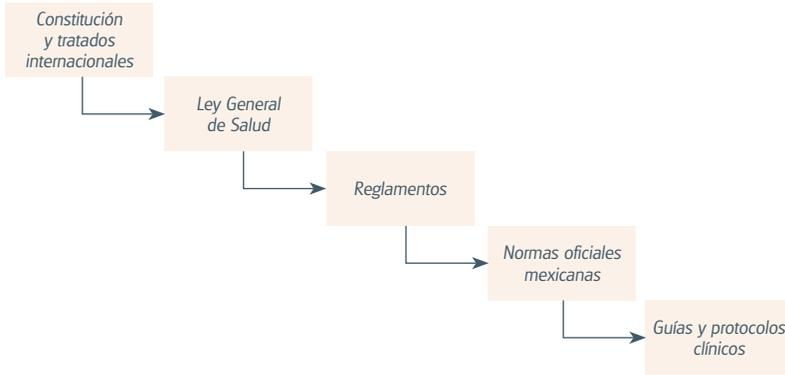 Constitución
y tratados
internacionales
Ley General
de Salud
Reglamentos
Normas oficiales
mexicanas
Guías y protocolos
clínicos